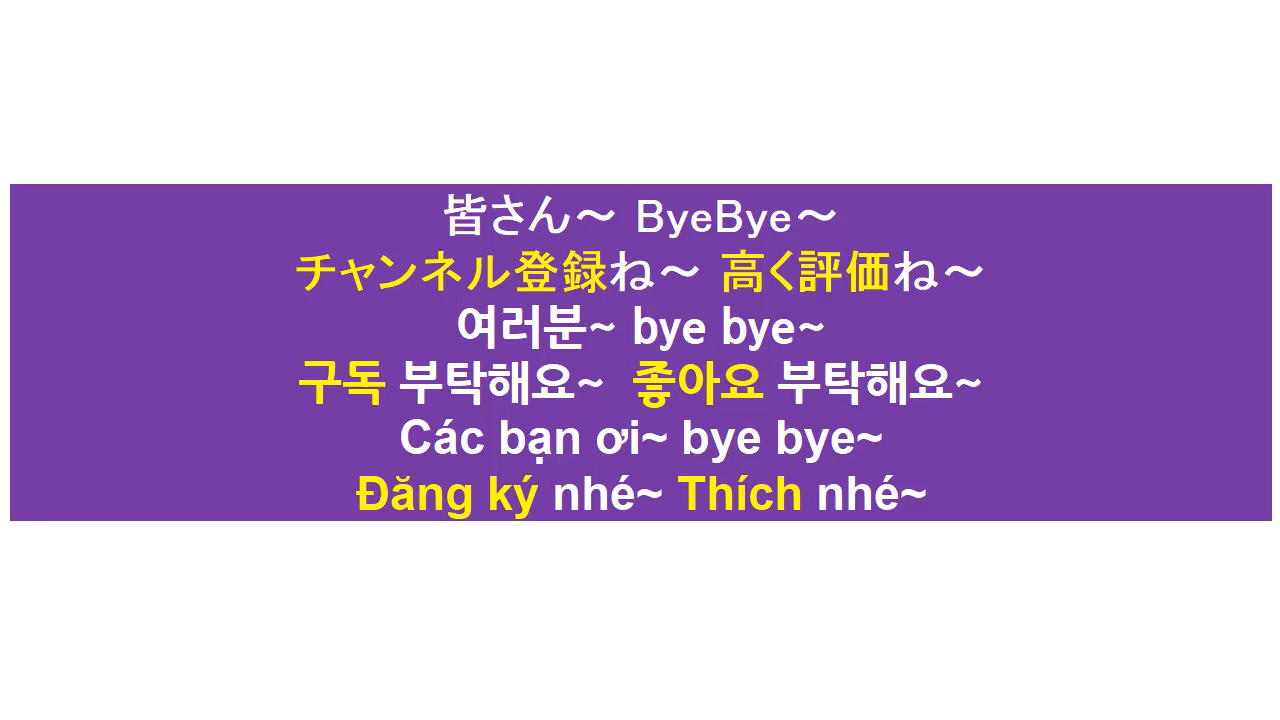 皆さん～ ByeBye～
チャンネル登録ね～ 高く評価ね～
여러분~ bye bye~
구독 부탁해요~ 좋아요 부탁해요~
Các bạn ơi~ bye bye~
Đăng ký nhé~ Thích nhé~